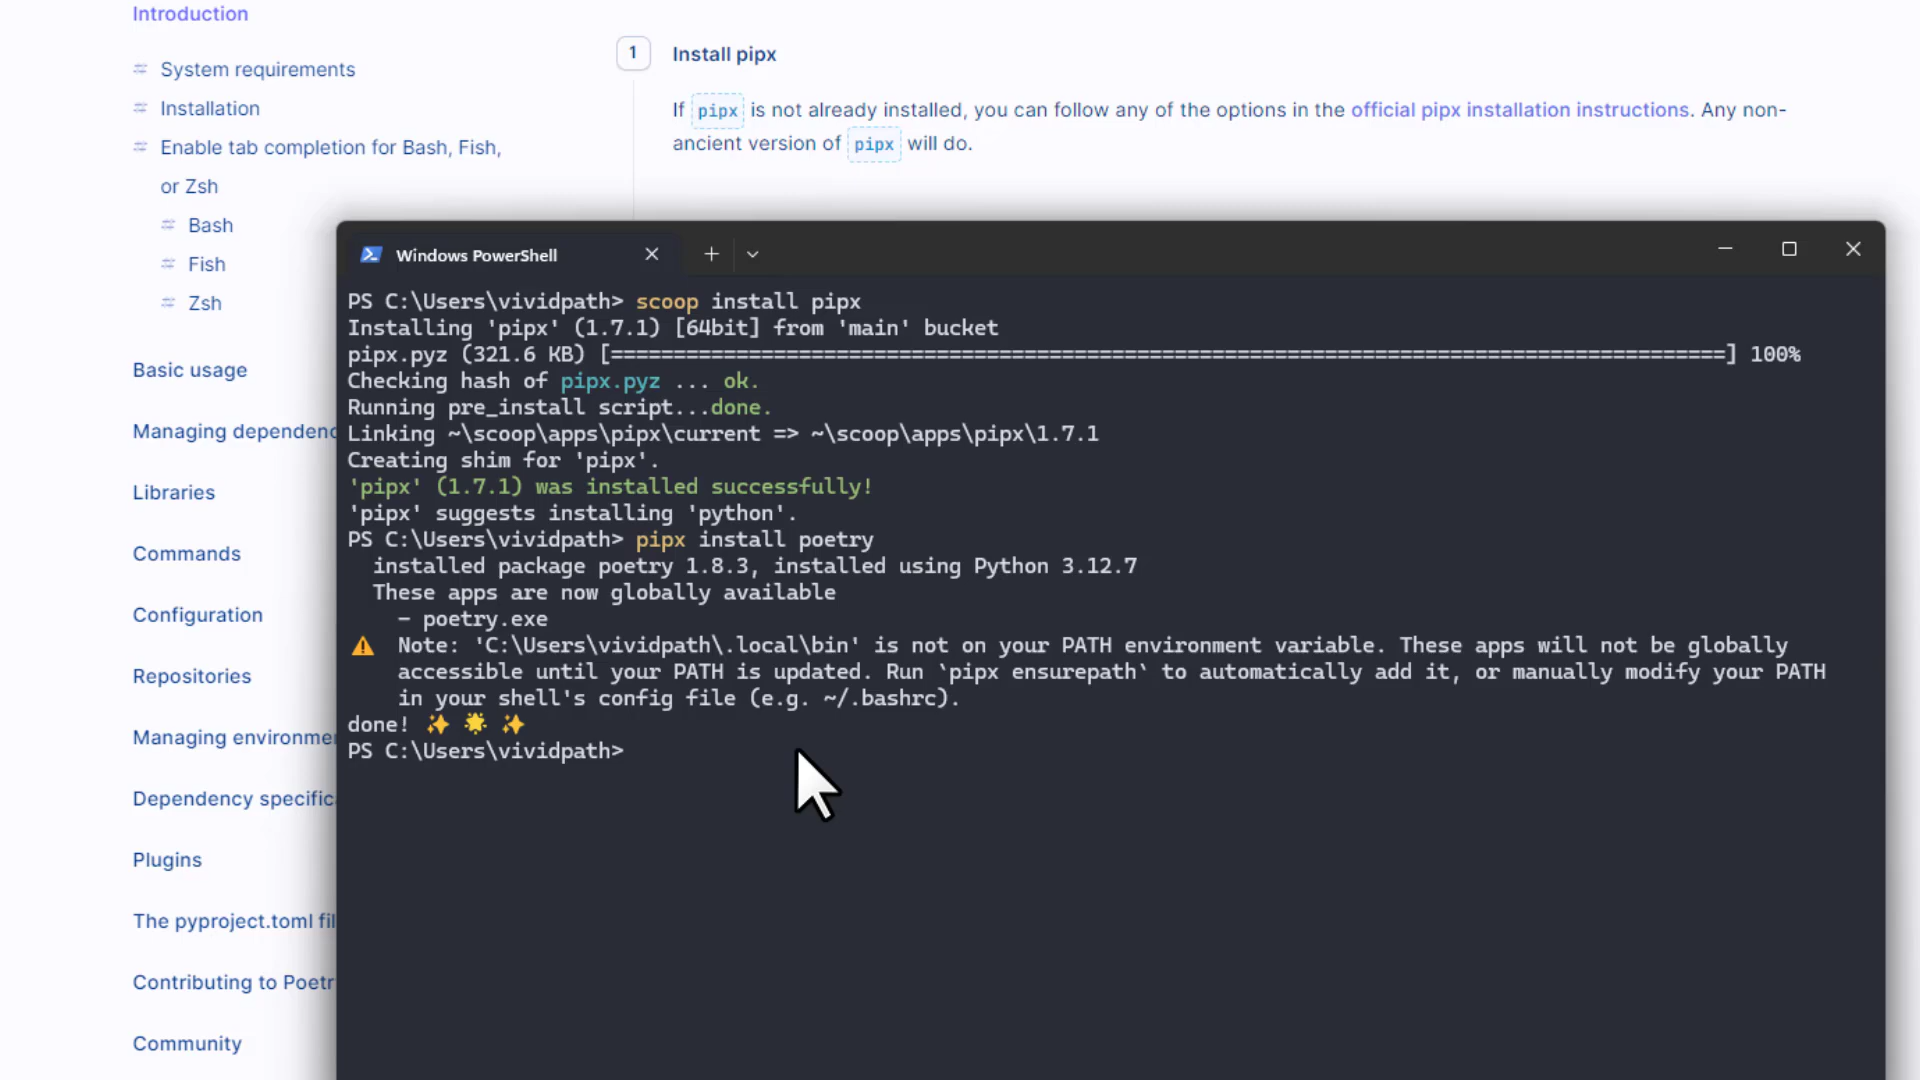 Introduction
System requirements
Installation
Enable tab completion for Bash, Fish,
or Zsh
Bash
Fish
Zsh
Basic usage
Managing dependenc
Libraries
Commands
Configuration
Repositories
Managing environme
Dependency specific
Plugins
The pyproject.toml fil
Contributing to Poetr
Community
1 Install pipx
If pipx is not already installed, you can follow any of the options in the official pipx installation instructions. Any non-
ancient version of pipx will do.
Windows PowerShell
PS C:\Users\vividpath> scoop install pipx
Installing 'pipx' (1.7.1) [64bit] from 'main' bucket
pipx.pyz (321.6 KB) [=========================================================================================] 100%
Checking hash of pipx.pyz ... ok.
Running pre_install script...done.
Linking ~\scoop\apps\pipx\current => ~\scoop\apps\pipx\1.7.1
Creating shim for 'pipx'.
'pipx' (1.7.1) was installed successfully!
'pipx' suggests installing 'python'.
PS C:\Users\vividpath> pipx install poetry
installed package poetry 1.8.3, installed using Python 3.12.7
These apps are now globally available
- poetry.exe
⚠️ Note: 'C:\Users\vividpath\.local\bin' is not on your PATH environment variable. These apps will not be globally
accessible until your PATH is updated. Run `pipx ensurepath` to automatically add it, or manually modify your PATH
in your shell's config file (e.g. ~/.bashrc).
done! ✨ 🌟 ✨
PS C:\Users\vividpath>